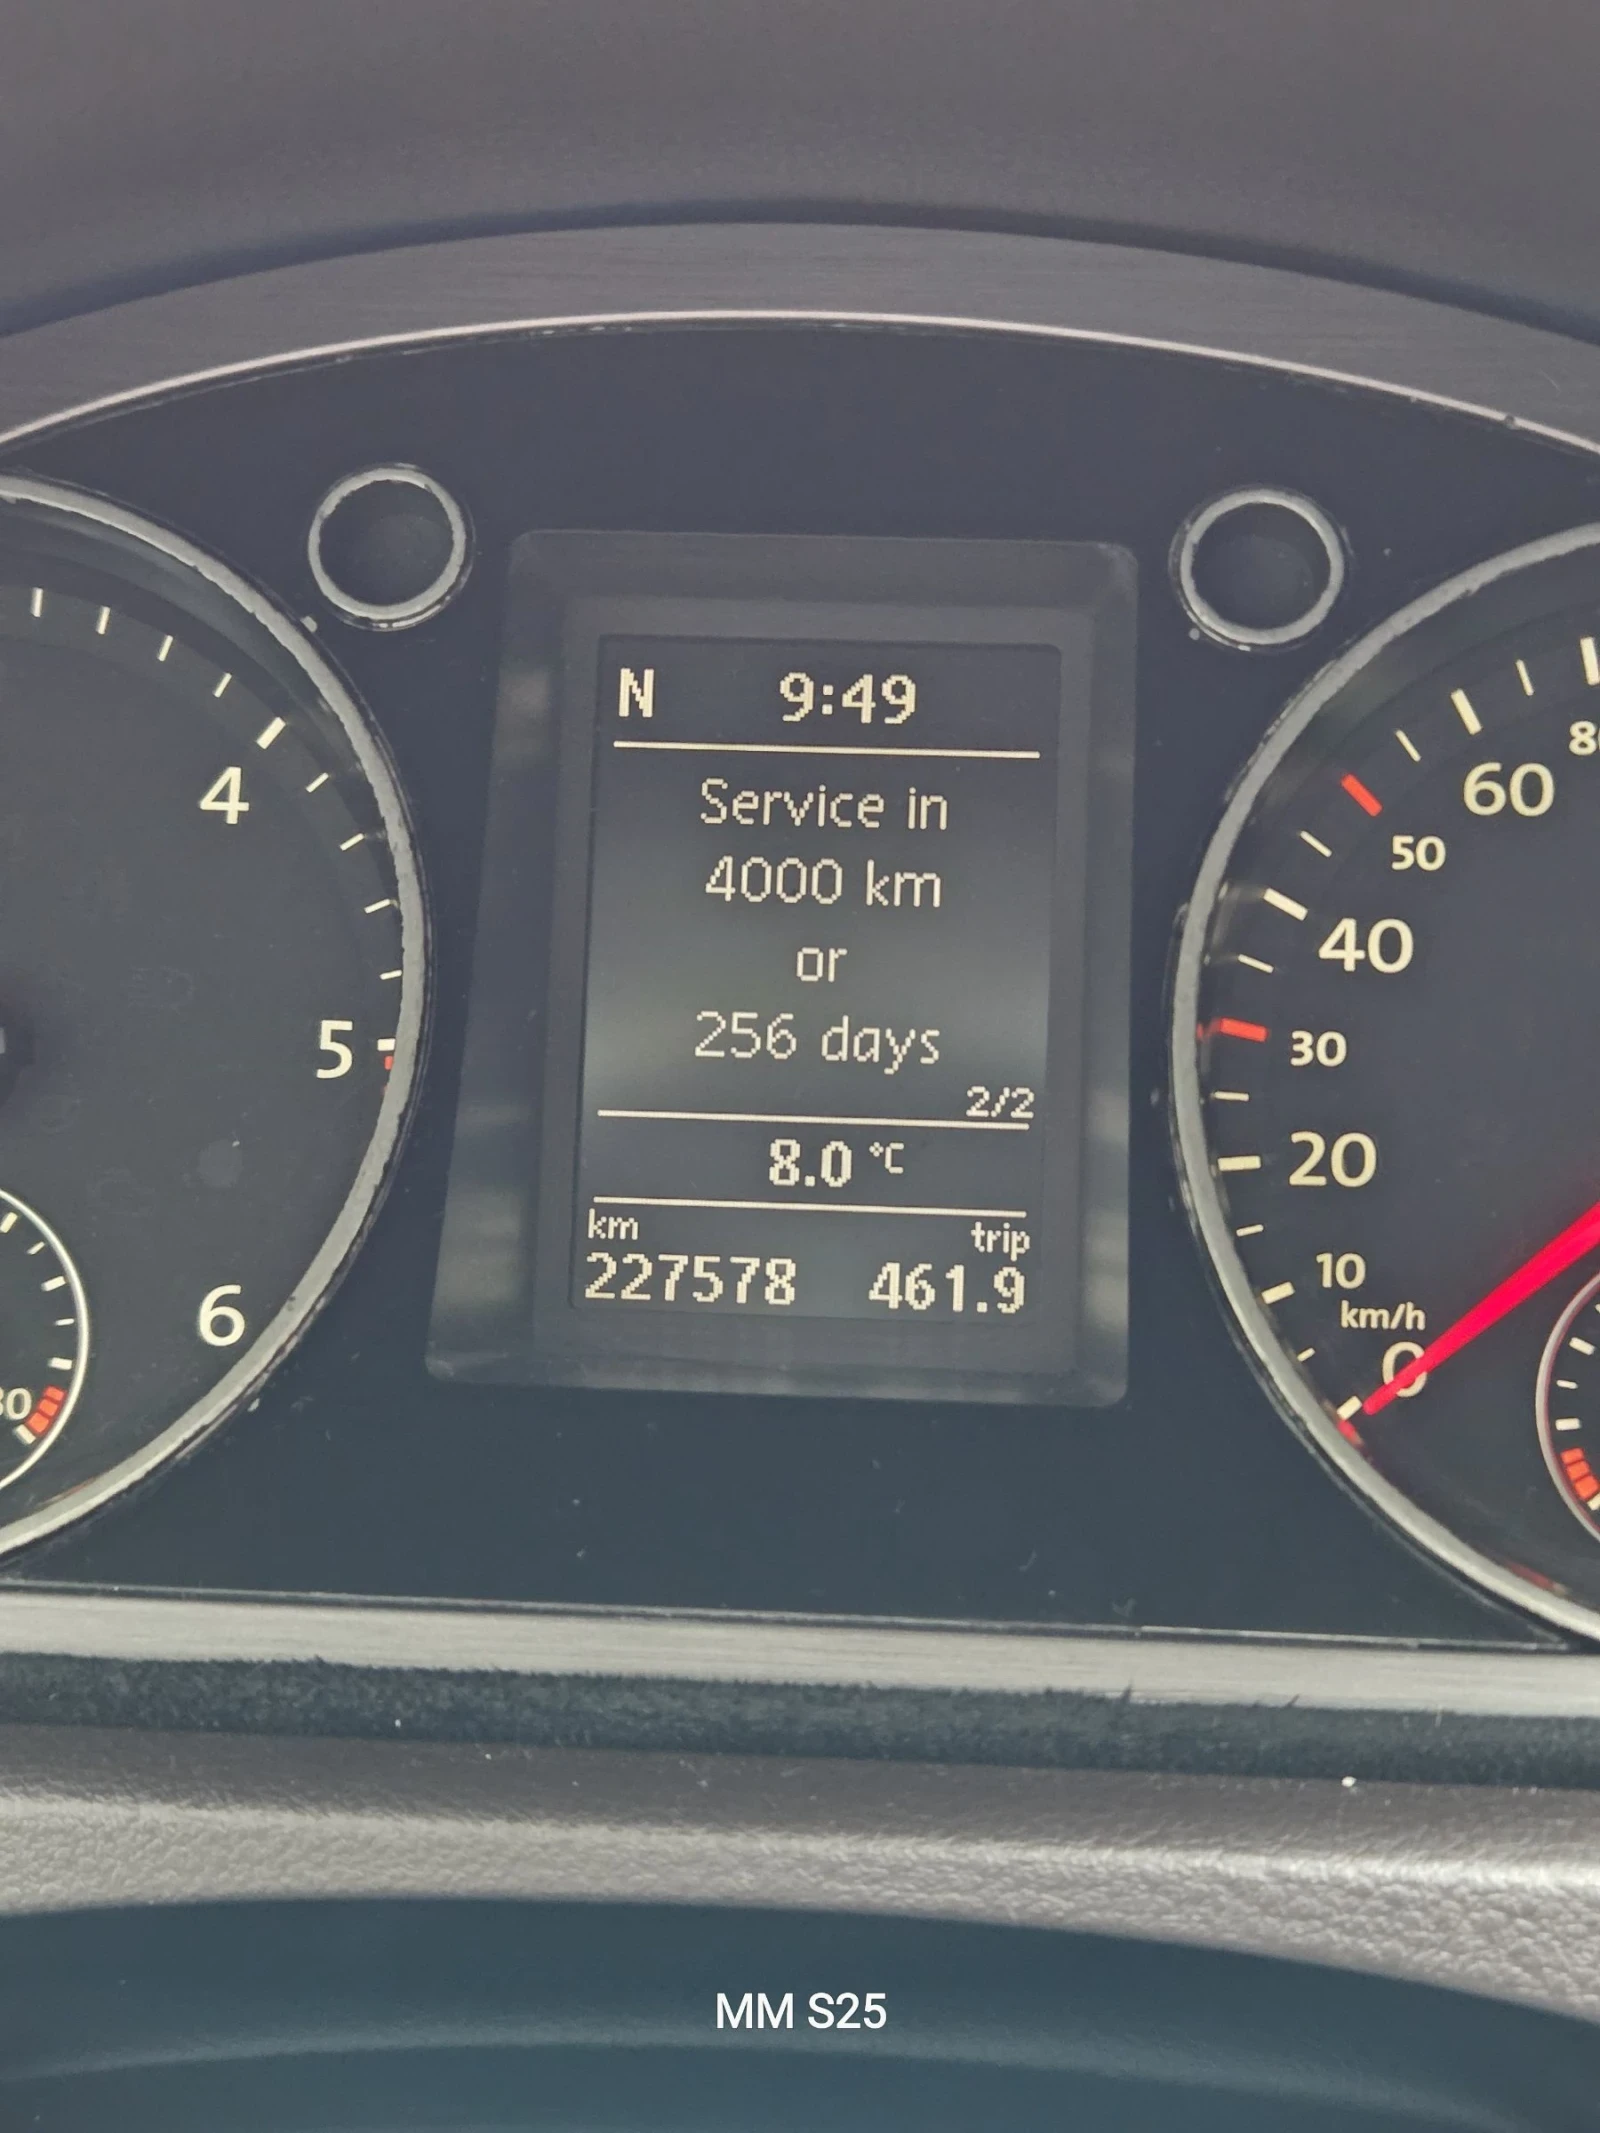 N 9:49
Service in
4000 km
or
256 days
2/2
8.0 °C
km trip
227578 461.9
4
5
6
80
60
50
40
30
20
10
km/h
0
MM S25